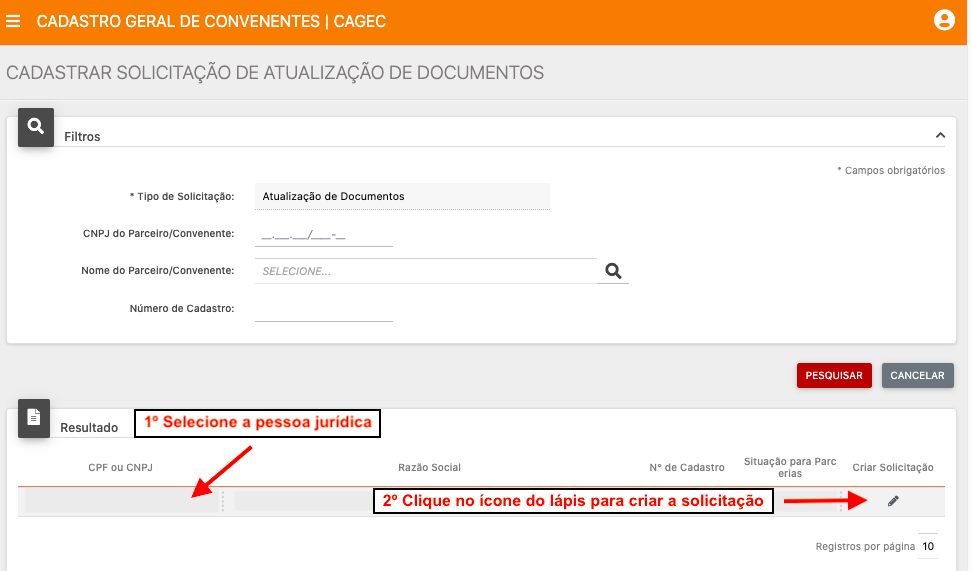 CADASTRO GERAL DE CONVENENTES | CAGEC
CADASTRAR SOLICITAÇÃO DE ATUALIZAÇÃO DE DOCUMENTOS
Filtros
* Campos obrigatórios
* Tipo de Solicitação: Atualização de Documentos
CNPJ do Parceiro/Convenente: __.___.___/____-__
Nome do Parceiro/Convenente: SELECIONE...
Número de Cadastro:
PESQUISAR CANCELAR
Resultado
1º Selecione a pessoa jurídica
CPF ou CNPJ Razão Social Nº de Cadastro Situação para Parc Criar Solicitação
erias
2º Clique no ícone do lápis para criar a solicitação
Registros por página 10